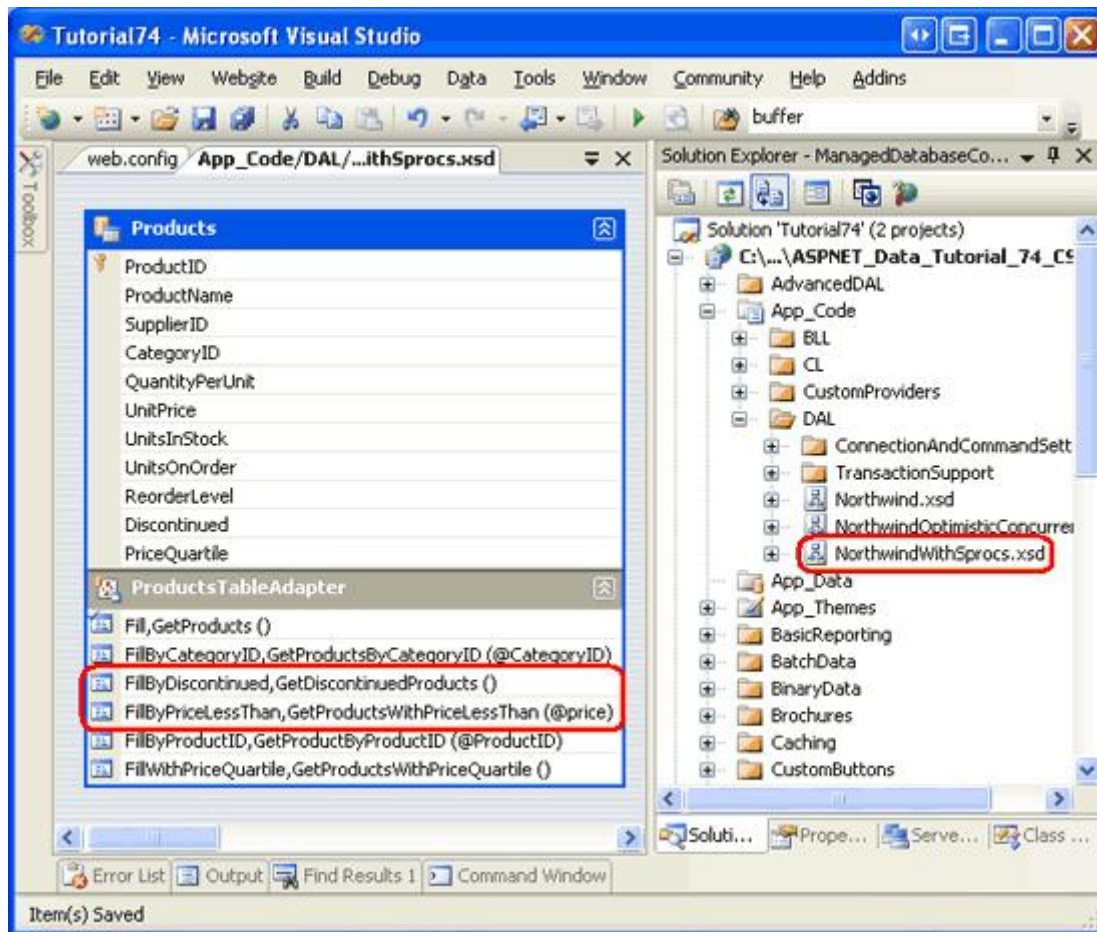 Tutorial74 - Microsoft Visual Studio
File Edit View Website Build Debug Data Tools Window Community Help Addins
buffer
Toolbox
web.config App_Code/DAL/...ithSprocs.xsd
Products
ProductID
ProductName
SupplierID
CategoryID
QuantityPerUnit
UnitPrice
UnitsInStock
UnitsOnOrder
ReorderLevel
Discontinued
PriceQuartile
ProductsTableAdapter
Fill,GetProducts ()
FillByCategoryID,GetProductsByCategoryID (@CategoryID)
FillByDiscontinued,GetDiscontinuedProducts ()
FillByPriceLessThan,GetProductsWithPriceLessThan (@price)
FillByProductID,GetProductByProductID (@ProductID)
FillWithPriceQuartile,GetProductsWithPriceQuartile ()
Solution Explorer - ManagedDatabaseCo...
Solution 'Tutorial74' (2 projects)
C:\...\ASPNET_Data_Tutorial_74_CS
AdvancedDAL
App_Code
BLL
CL
CustomProviders
DAL
ConnectionAndCommandSett
TransactionSupport
Northwind.xsd
NorthwindOptimisticConcurren
NorthwindWithSprocs.xsd
App_Data
App_Themes
BasicReporting
BatchData
BinaryData
Brochures
Caching
CustomButtons
Soluti... Prope... Serve... Class ...
Error List Output Find Results 1 Command Window
Item(s) Saved